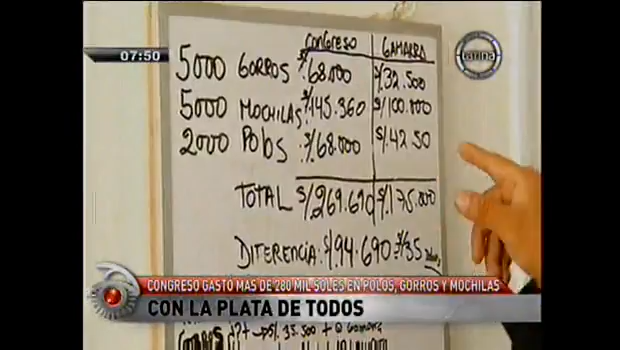 07:50
latina
CONGRESO GAMARRA
5000 GORROS S/.68.000 S/32.500
5000 MOCHILAS S/145.360 S/100.000
2000 POLOS S/.68.000 S/.42.50
TOTAL S/.269.690 S/.175.000
DIFERENCIA: S/.94.690
CONGRESO GASTÓ MÁS DE 280 MIL SOLES EN POLOS, GORROS Y MOCHILAS
CON LA PLATA DE TODOS